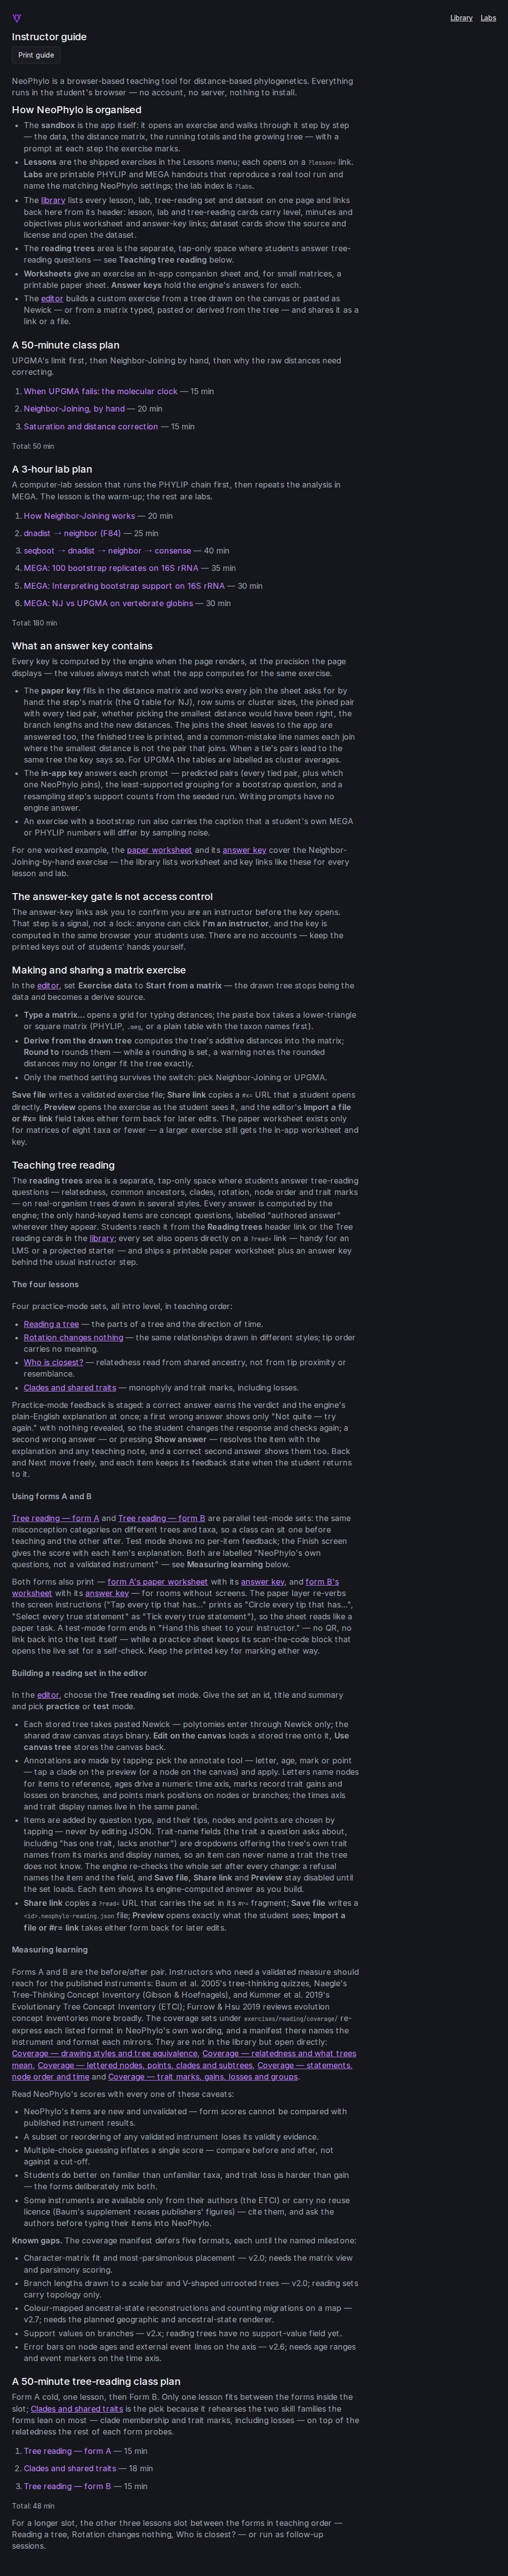 Library Labs
Instructor guide
Print guide
NeoPhylo is a browser-based teaching tool for distance-based phylogenetics. Everything
runs in the student's browser — no account, no server, nothing to install.
How NeoPhylo is organised
• The sandbox is the app itself: it opens an exercise and walks through it step by step
— the data, the distance matrix, the running totals and the growing tree — with a
prompt at each step the exercise marks.
• Lessons are the shipped exercises in the Lessons menu; each opens on a ?lesson= link.
Labs are printable PHYLIP and MEGA handouts that reproduce a real tool run and
name the matching NeoPhylo settings; the lab index is ?labs.
• The library lists every lesson, lab, tree-reading set and dataset on one page and links
back here from its header: lesson, lab and tree-reading cards carry level, minutes and
objectives plus worksheet and answer-key links; dataset cards show the source and
license and open the dataset.
• The reading trees area is the separate, tap-only space where students answer tree-
reading questions — see Teaching tree reading below.
• Worksheets give an exercise an in-app companion sheet and, for small matrices, a
printable paper sheet. Answer keys hold the engine's answers for each.
• The editor builds a custom exercise from a tree drawn on the canvas or pasted as
Newick — or from a matrix typed, pasted or derived from the tree — and shares it as a
link or a file.
A 50-minute class plan
UPGMA's limit first, then Neighbor-Joining by hand, then why the raw distances need
correcting.
1. When UPGMA fails: the molecular clock — 15 min
2. Neighbor-Joining, by hand — 20 min
3. Saturation and distance correction — 15 min
Total: 50 min
A 3-hour lab plan
A computer-lab session that runs the PHYLIP chain first, then repeats the analysis in
MEGA. The lesson is the warm-up; the rest are labs.
1. How Neighbor-Joining works — 20 min
2. dnadist → neighbor (F84) — 25 min
3. seqboot → dnadist → neighbor → consense — 40 min
4. MEGA: 100 bootstrap replicates on 16S rRNA — 35 min
5. MEGA: Interpreting bootstrap support on 16S rRNA — 30 min
6. MEGA: NJ vs UPGMA on vertebrate globins — 30 min
Total: 180 min
What an answer key contains
Every key is computed by the engine when the page renders, at the precision the page
displays — the values always match what the app computes for the same exercise.
• The paper key fills in the distance matrix and works every join the sheet asks for by
hand: the step's matrix (the Q table for NJ), row sums or cluster sizes, the joined pair
with every tied pair, whether picking the smallest distance would have been right, the
branch lengths and the new distances. The joins the sheet leaves to the app are
answered too, the finished tree is printed, and a common-mistake line names each join
where the smallest distance is not the pair that joins. When a tie's pairs lead to the
same tree the key says so. For UPGMA the tables are labelled as cluster averages.
• The in-app key answers each prompt — predicted pairs (every tied pair, plus which
one NeoPhylo joins), the least-supported grouping for a bootstrap question, and a
resampling step's support counts from the seeded run. Writing prompts have no
engine answer.
• An exercise with a bootstrap run also carries the caption that a student's own MEGA
or PHYLIP numbers will differ by sampling noise.
For one worked example, the paper worksheet and its answer key cover the Neighbor-
Joining-by-hand exercise — the library lists worksheet and key links like these for every
lesson and lab.
The answer-key gate is not access control
The answer-key links ask you to confirm you are an instructor before the key opens.
That step is a signal, not a lock: anyone can click I'm an instructor, and the key is
computed in the same browser your students use. There are no accounts — keep the
printed keys out of students' hands yourself.
Making and sharing a matrix exercise
In the editor, set Exercise data to Start from a matrix — the drawn tree stops being the
data and becomes a derive source.
• Type a matrix… opens a grid for typing distances; the paste box takes a lower-triangle
or square matrix (PHYLIP, .meg, or a plain table with the taxon names first).
• Derive from the drawn tree computes the tree's additive distances into the matrix;
Round to rounds them — while a rounding is set, a warning notes the rounded
distances may no longer fit the tree exactly.
• Only the method setting survives the switch: pick Neighbor-Joining or UPGMA.
Save file writes a validated exercise file; Share link copies a #x= URL that a student opens
directly. Preview opens the exercise as the student sees it, and the editor's Import a file
or #x= link field takes either form back for later edits. The paper worksheet exists only
for matrices of eight taxa or fewer — a larger exercise still gets the in-app worksheet and
key.
Teaching tree reading
The reading trees area is a separate, tap-only space where students answer tree-reading
questions — relatedness, common ancestors, clades, rotation, node order and trait marks
— on real-organism trees drawn in several styles. Every answer is computed by the
engine; the only hand-keyed items are concept questions, labelled "authored answer"
wherever they appear. Students reach it from the Reading trees header link or the Tree
reading cards in the library; every set also opens directly on a ?read= link — handy for an
LMS or a projected starter — and ships a printable paper worksheet plus an answer key
behind the usual instructor step.
The four lessons
Four practice-mode sets, all intro level, in teaching order:
• Reading a tree — the parts of a tree and the direction of time.
• Rotation changes nothing — the same relationships drawn in different styles; tip order
carries no meaning.
• Who is closest? — relatedness read from shared ancestry, not from tip proximity or
resemblance.
• Clades and shared traits — monophyly and trait marks, including losses.
Practice-mode feedback is staged: a correct answer earns the verdict and the engine's
plain-English explanation at once; a first wrong answer shows only "Not quite — try
again." with nothing revealed, so the student changes the response and checks again; a
second wrong answer — or pressing Show answer — resolves the item with the
explanation and any teaching note, and a correct second answer shows them too. Back
and Next move freely, and each item keeps its feedback state when the student returns
to it.
Using forms A and B
Tree reading — form A and Tree reading — form B are parallel test-mode sets: the same
misconception categories on different trees and taxa, so a class can sit one before
teaching and the other after. Test mode shows no per-item feedback; the Finish screen
gives the score with each item's explanation. Both are labelled "NeoPhylo's own
questions, not a validated instrument" — see Measuring learning below.
Both forms also print — form A's paper worksheet with its answer key, and form B's
worksheet with its answer key — for rooms without screens. The paper layer re-verbs
the screen instructions ("Tap every tip that has…" prints as "Circle every tip that has…",
"Select every true statement" as "Tick every true statement"), so the sheet reads like a
paper task. A test-mode form ends in "Hand this sheet to your instructor." — no QR, no
link back into the test itself — while a practice sheet keeps its scan-the-code block that
opens the live set for a self-check. Keep the printed key for marking either way.
Building a reading set in the editor
In the editor, choose the Tree reading set mode. Give the set an id, title and summary
and pick practice or test mode.
• Each stored tree takes pasted Newick — polytomies enter through Newick only; the
shared draw canvas stays binary. Edit on the canvas loads a stored tree onto it, Use
canvas tree stores the canvas back.
• Annotations are made by tapping: pick the annotate tool — letter, age, mark or point
— tap a clade on the preview (or a node on the canvas) and apply. Letters name nodes
for items to reference, ages drive a numeric time axis, marks record trait gains and
losses on branches, and points mark positions on nodes or branches; the times axis
and trait display names live in the same panel.
• Items are added by question type, and their tips, nodes and points are chosen by
tapping — never by editing JSON. Trait-name fields (the trait a question asks about,
including "has one trait, lacks another") are dropdowns offering the tree's own trait
names from its marks and display names, so an item can never name a trait the tree
does not know. The engine re-checks the whole set after every change: a refusal
names the item and the field, and Save file, Share link and Preview stay disabled until
the set loads. Each item shows its engine-computed answer as you build.
• Share link copies a ?read= URL that carries the set in its #r= fragment; Save file writes a
<id>.neophylo-reading.json file; Preview opens exactly what the student sees; Import a
file or #r= link takes either form back for later edits.
Measuring learning
Forms A and B are the before/after pair. Instructors who need a validated measure should
reach for the published instruments: Baum et al. 2005's tree-thinking quizzes, Naegle's
Tree-Thinking Concept Inventory (Gibson & Hoefnagels), and Kummer et al. 2019's
Evolutionary Tree Concept Inventory (ETCI); Furrow & Hsu 2019 reviews evolution
concept inventories more broadly. The coverage sets under exercises/reading/coverage/ re-
express each listed format in NeoPhylo's own wording, and a manifest there names the
instrument and format each mirrors. They are not in the library but open directly:
Coverage — drawing styles and tree equivalence, Coverage — relatedness and what trees
mean, Coverage — lettered nodes, points, clades and subtrees, Coverage — statements,
node order and time and Coverage — trait marks, gains, losses and groups.
Read NeoPhylo's scores with every one of these caveats:
• NeoPhylo's items are new and unvalidated — form scores cannot be compared with
published instrument results.
• A subset or reordering of any validated instrument loses its validity evidence.
• Multiple-choice guessing inflates a single score — compare before and after, not
against a cut-off.
• Students do better on familiar than unfamiliar taxa, and trait loss is harder than gain
— the forms deliberately mix both.
• Some instruments are available only from their authors (the ETCI) or carry no reuse
licence (Baum's supplement reuses publishers' figures) — cite them, and ask the
authors before typing their items into NeoPhylo.
Known gaps. The coverage manifest defers five formats, each until the named milestone:
• Character-matrix fit and most-parsimonious placement — v2.0; needs the matrix view
and parsimony scoring.
• Branch lengths drawn to a scale bar and V-shaped unrooted trees — v2.0; reading sets
carry topology only.
• Colour-mapped ancestral-state reconstructions and counting migrations on a map —
v2.7; needs the planned geographic and ancestral-state renderer.
• Support values on branches — v2.x; reading trees have no support-value field yet.
• Error bars on node ages and external event lines on the axis — v2.6; needs age ranges
and event markers on the time axis.
A 50-minute tree-reading class plan
Form A cold, one lesson, then Form B. Only one lesson fits between the forms inside the
slot; Clades and shared traits is the pick because it rehearses the two skill families the
forms lean on most — clade membership and trait marks, including losses — on top of the
relatedness the rest of each form probes.
1. Tree reading — form A — 15 min
2. Clades and shared traits — 18 min
3. Tree reading — form B — 15 min
Total: 48 min
For a longer slot, the other three lessons slot between the forms in teaching order —
Reading a tree, Rotation changes nothing, Who is closest? — or run as follow-up
sessions.